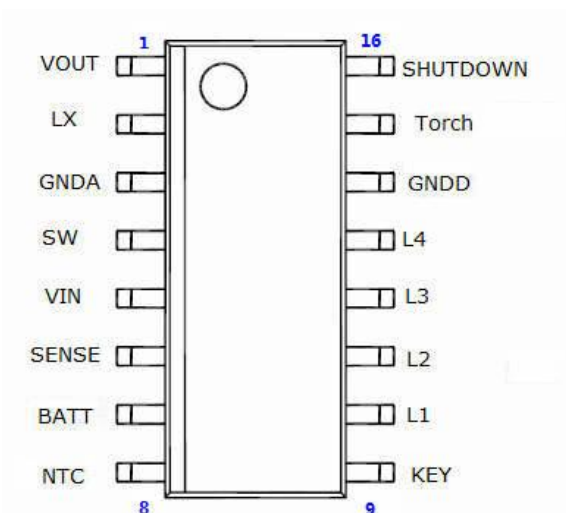 1 16
VOUT SHUTDOWN
LX Torch
GNDA GNDD
SW L4
VIN L3
SENSE L2
BATT L1
NTC KEY
8 9